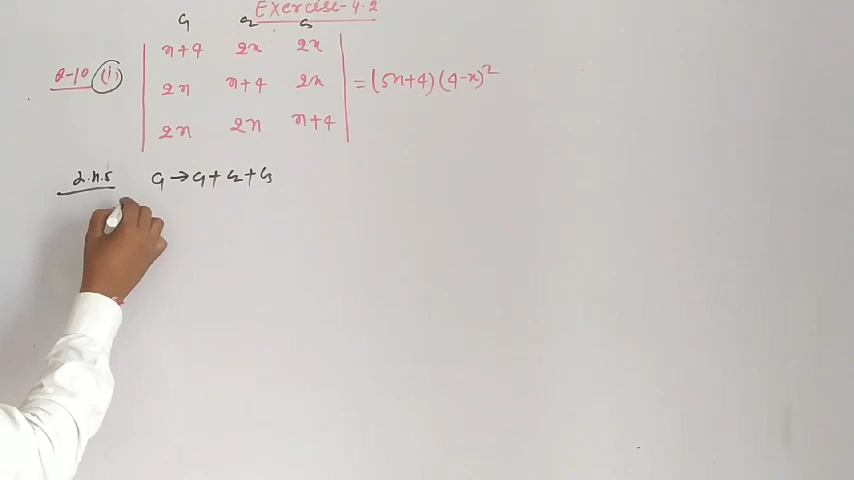 Exercise-4.2
C1 C2 C3
Q-10 (i) | x+4 2x 2x |
| 2x x+4 2x | = (5x+4)(4-x)²
| 2x 2x x+4 |
L.H.S C1 → C1 + C2 + C3